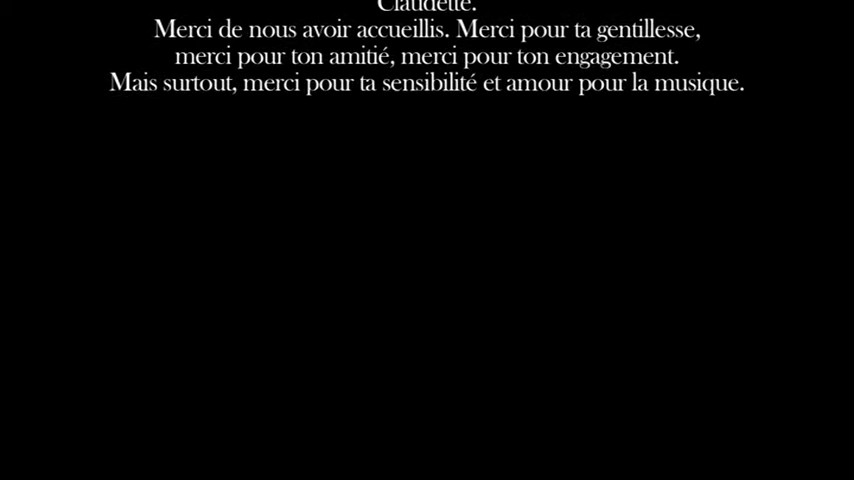 Claudette.
Merci de nous avoir accueillis. Merci pour ta gentillesse,
merci pour ton amitié, merci pour ton engagement.
Mais surtout, merci pour ta sensibilité et amour pour la musique.